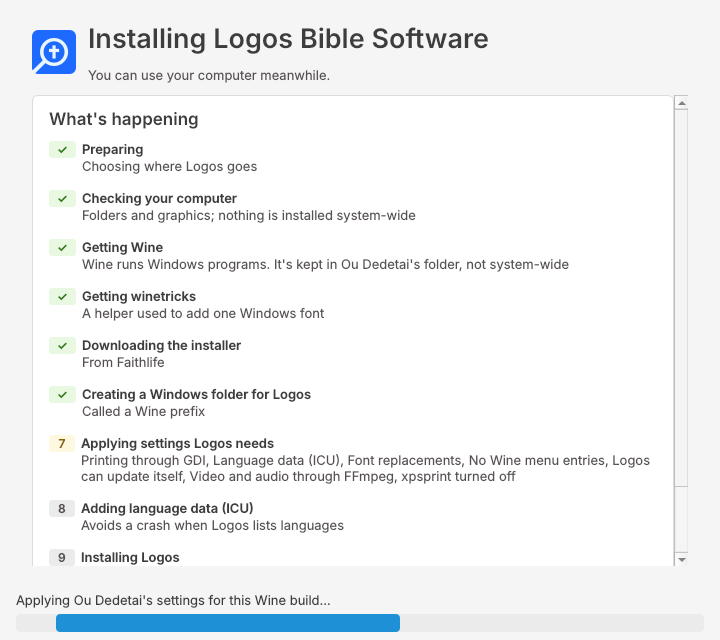 Installing Logos Bible Software
You can use your computer meanwhile.
What's happening
✓ Preparing
Choosing where Logos goes
✓ Checking your computer
Folders and graphics; nothing is installed system-wide
✓ Getting Wine
Wine runs Windows programs. It's kept in Ou Dedetai's folder, not system-wide
✓ Getting winetricks
A helper used to add one Windows font
✓ Downloading the installer
From Faithlife
✓ Creating a Windows folder for Logos
Called a Wine prefix
7 Applying settings Logos needs
Printing through GDI, Language data (ICU), Font replacements, No Wine menu entries, Logos
can update itself, Video and audio through FFmpeg, xpsprint turned off
8 Adding language data (ICU)
Avoids a crash when Logos lists languages
9 Installing Logos
Applying Ou Dedetai's settings for this Wine build...